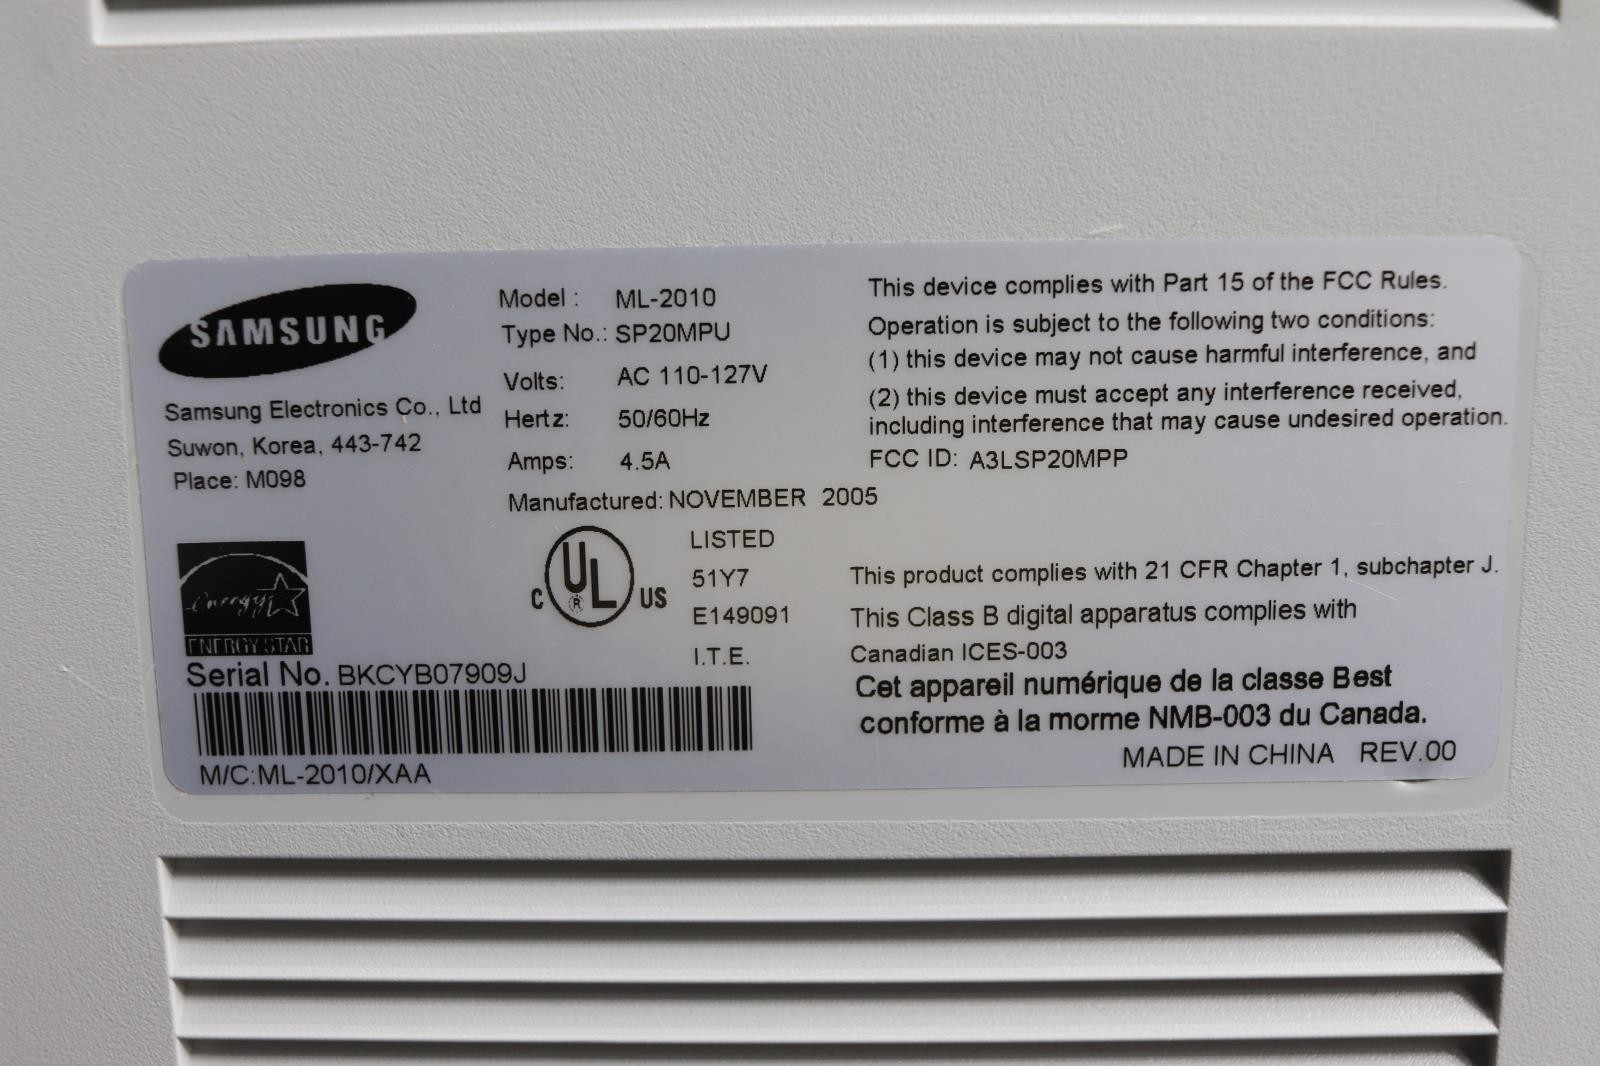 SAMSUNG
Samsung Electronics Co., Ltd
Suwon, Korea, 443-742
Place: M098
Model : ML-2010
Type No.: SP20MPU
Volts: AC 110-127V
Hertz: 50/60Hz
Amps: 4.5A
Manufactured: NOVEMBER 2005
This device complies with Part 15 of the FCC Rules.
Operation is subject to the following two conditions:
(1) this device may not cause harmful interference, and
(2) this device must accept any interference received,
including interference that may cause undesired operation.
FCC ID: A3LSP20MPP
energy
ENERGY STAR
C UL ® US
LISTED
51Y7
E149091
I.T.E.
This product complies with 21 CFR Chapter 1, subchapter J.
This Class B digital apparatus complies with
Canadian ICES-003
Cet appareil numérique de la classe Best
conforme à la morme NMB-003 du Canada.
MADE IN CHINA REV.00
Serial No. BKCYB07909J
M/C:ML-2010/XAA